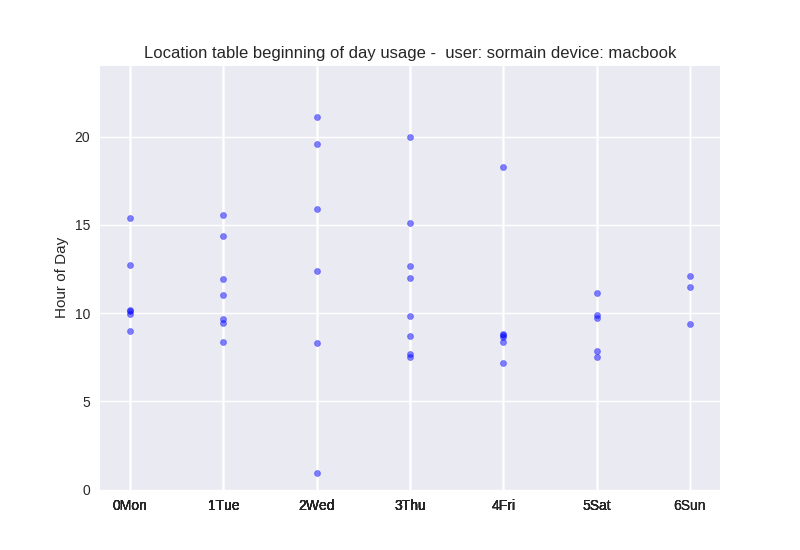 Location table beginning of day usage -  user: sormain device: macbook
Hour of Day
20
15
10
5
0
0Mon 1Tue 2Wed 3Thu 4Fri 5Sat 6Sun